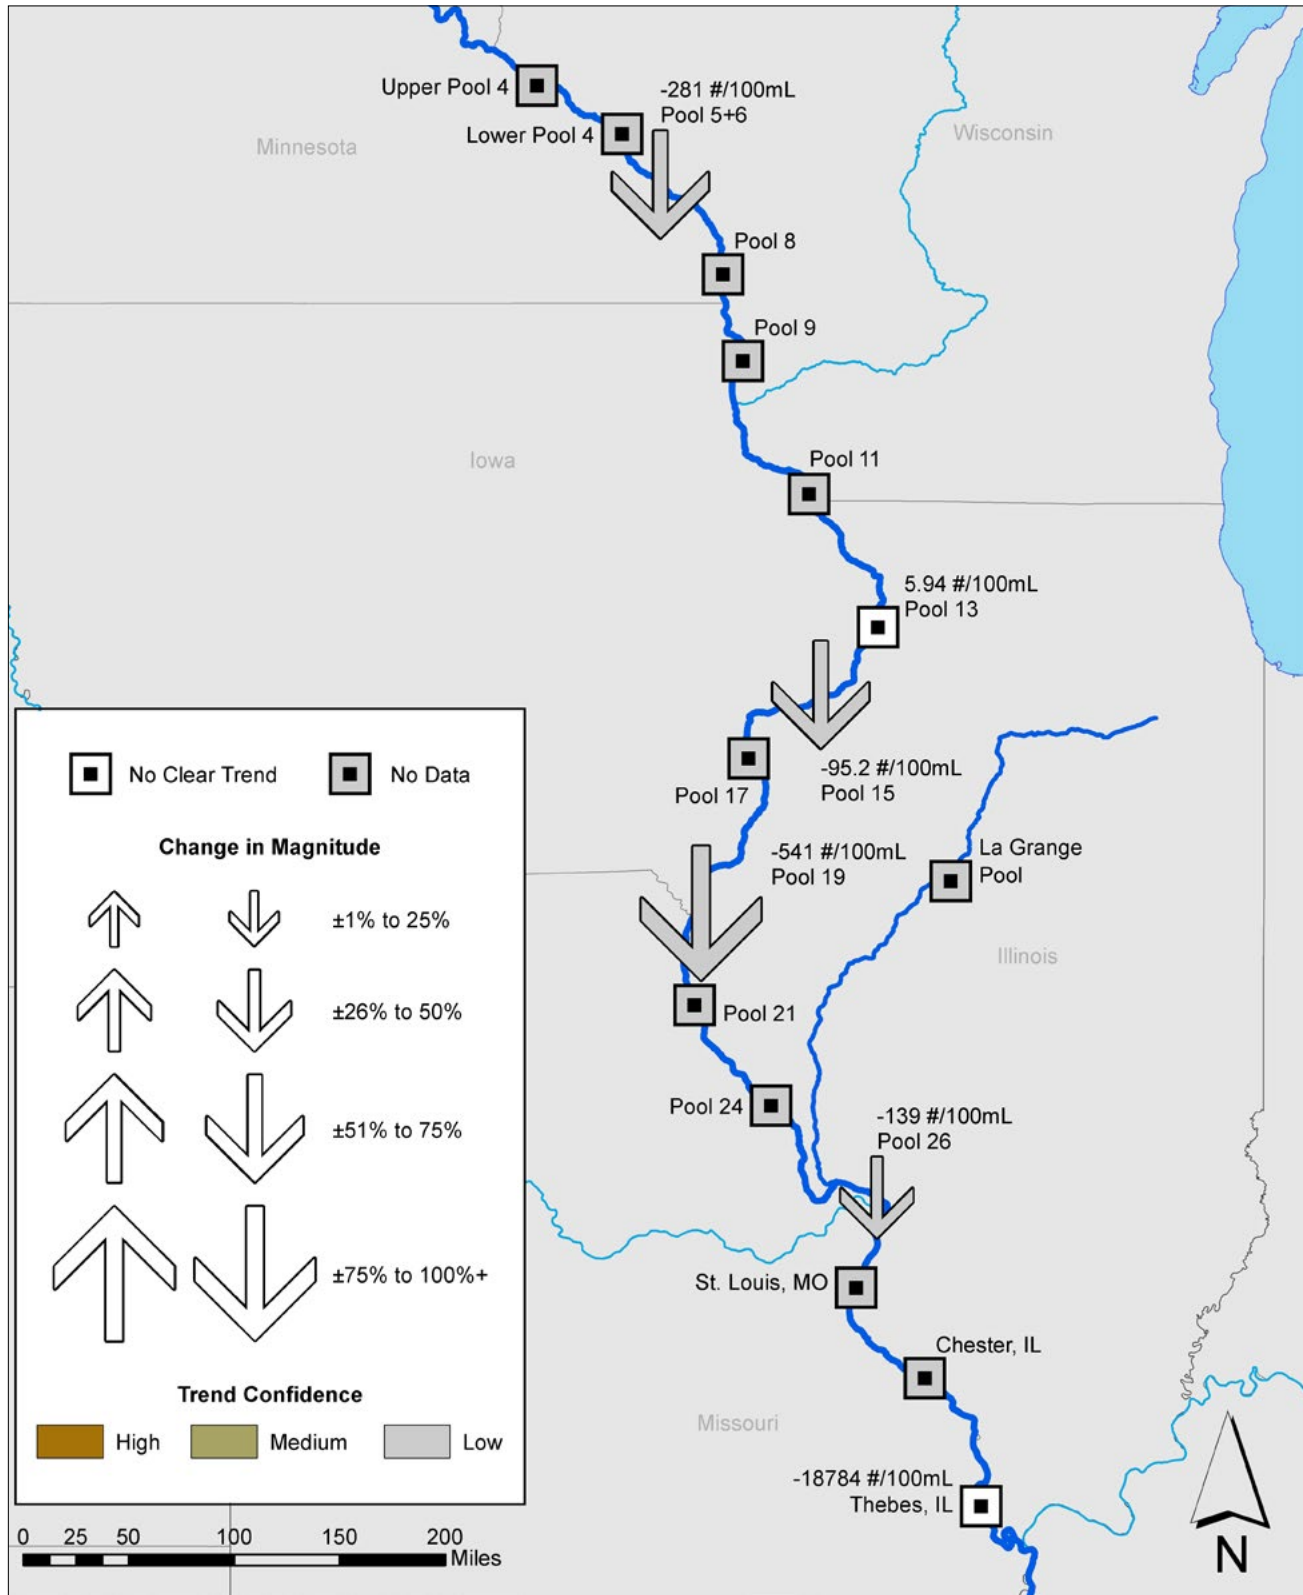 Upper Pool 4
-281 #/100mL
Pool 5+6
Lower Pool 4
Minnesota
Wisconsin
Pool 8
Pool 9
Iowa
Pool 11
5.94 #/100mL
Pool 13
-95.2 #/100mL
Pool 15
Pool 17
-541 #/100mL
Pool 19
La Grange
Pool
Illinois
Pool 21
Pool 24
-139 #/100mL
Pool 26
St. Louis, MO
Chester, IL
Missouri
-18784 #/100mL
Thebes, IL
No Clear Trend
No Data
Change in Magnitude
±1% to 25%
±26% to 50%
±51% to 75%
±75% to 100%+
Trend Confidence
High
Medium
Low
0 25 50 100 150 200
Miles
N